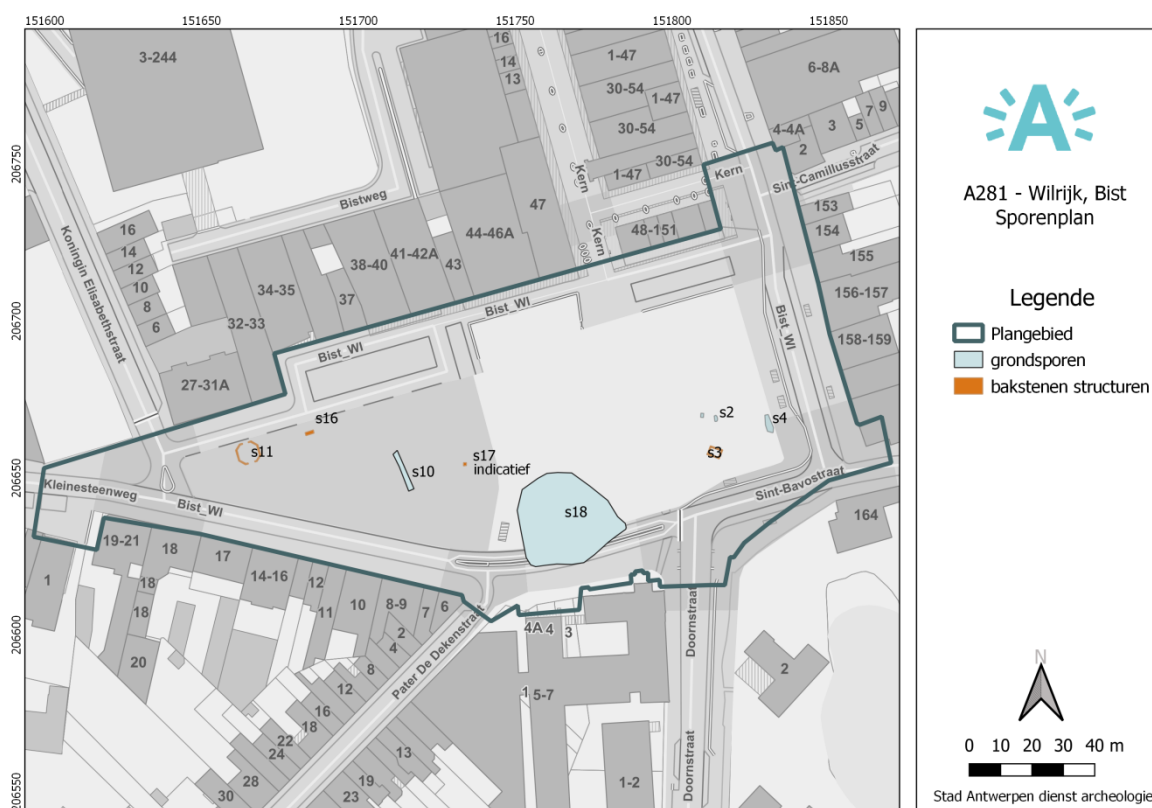 151600 151650 151700 151750 151800 151850
206750
206700
206650
206600
206550
3-244
16
14
13
1-47
30-54
1-47
30-54
30-54
1-47
6-8A
4-4A
2
3
5
7
9
Kern
Kern
Kern
Sint-Camillusstraat
Bistweg
Koningin Elisabethstraat
47
44-46A
43
41-42A
38-40
37
34-35
32-33
27-31A
16
14
12
10
8
6
48-151
153
154
155
156-157
158-159
Bist_WI
Bist_WI
Bist_WI
s16
s11
s10
s17
indicatief
s2
s4
s3
s18
Kleinesteenweg
Bist_WI
Sint-Bavostraat
164
1
19-21
18
17
14-16
12
11
10
8-9
7
6
18
18
20
2
4
8
12
16
18
22
24
28
30
13
19
23
Pater De Dekenstraat
4A 4
3
1
5-7
1-2
2
Doornstraat
Doornstraat
A
A281 - Wilrijk, Bist
Sporenplan
Legende
Plangebied
grondsporen
bakstenen structuren
N
0 10 20 30 40 m
Stad Antwerpen dienst archeologie